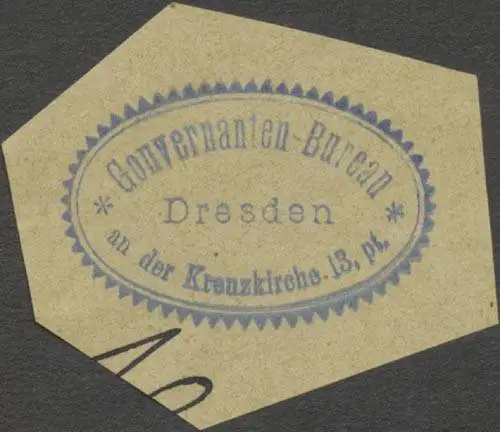 * Gouvernanten-Bureau *
Dresden
an der Kreuzkirche 13, pt.